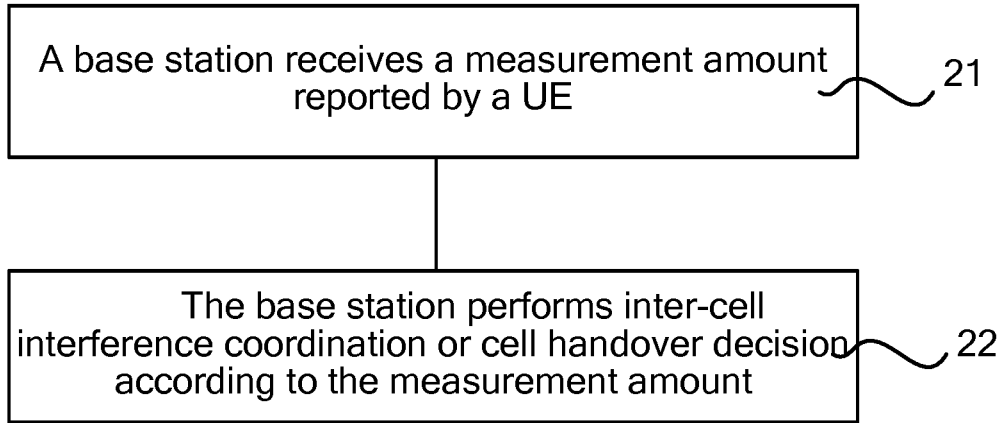 A base station receives a measurement amount
reported by a UE
21
The base station performs inter-cell
interference coordination or cell handover decision
according to the measurement amount
22